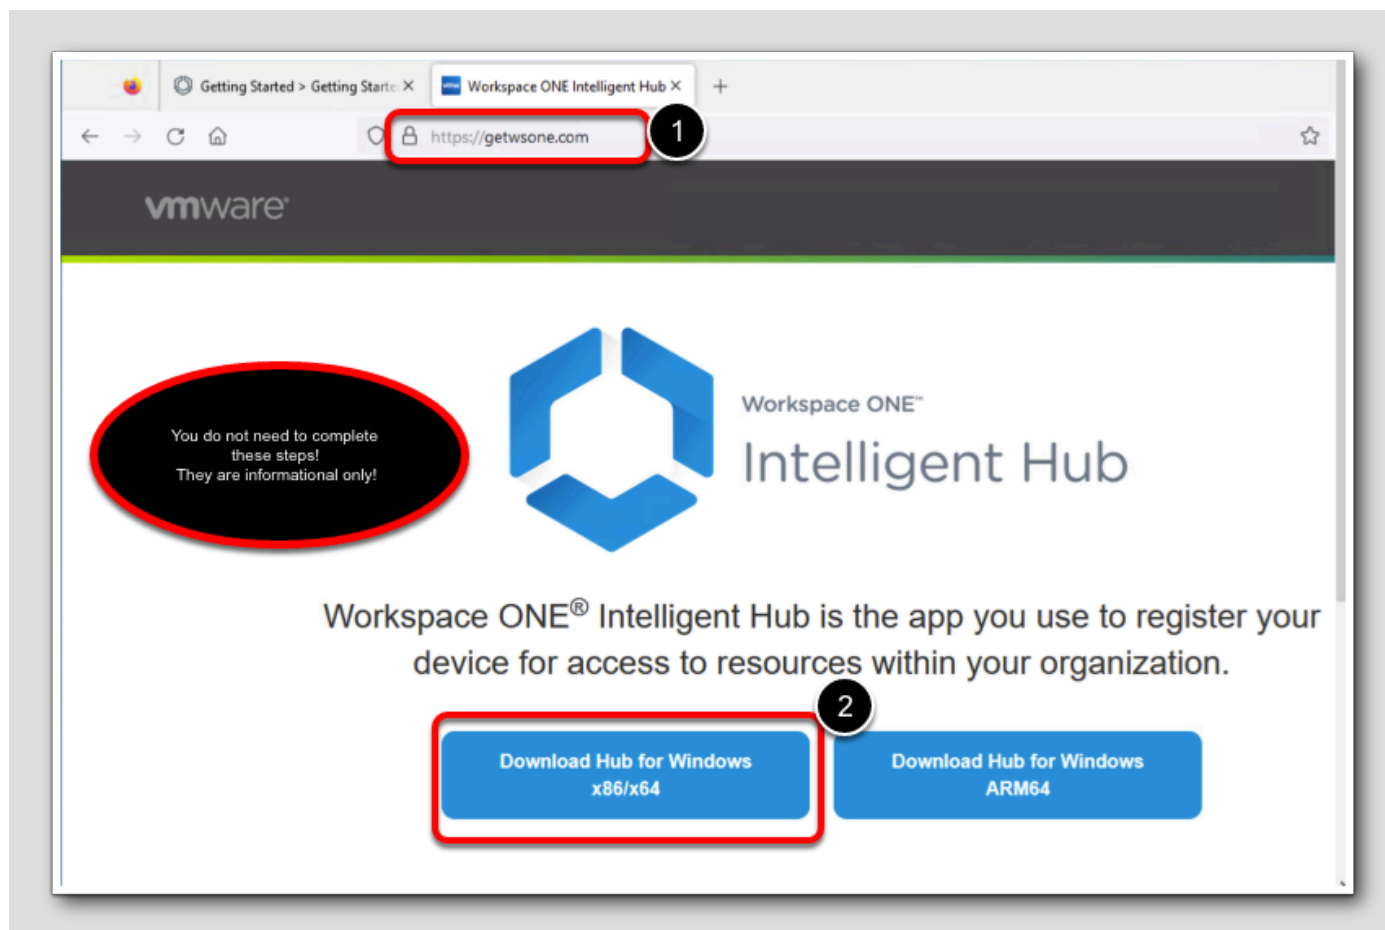 Getting Started > Getting Starte
Workspace ONE Intelligent Hub
https://getwsone.com
1
vmware®
You do not need to complete
these steps!
They are informational only!
Workspace ONE™
Intelligent Hub
Workspace ONE® Intelligent Hub is the app you use to register your
device for access to resources within your organization.
2
Download Hub for Windows
x86/x64
Download Hub for Windows
ARM64